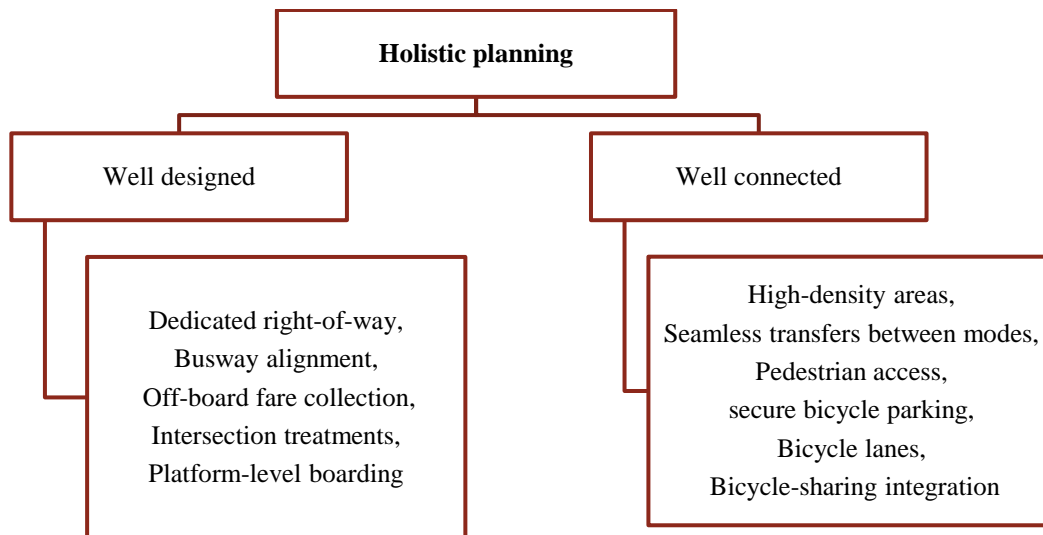 Holistic planning
Well designed
Well connected
Dedicated right-of-way,
Busway alignment,
Off-board fare collection,
Intersection treatments,
Platform-level boarding
High-density areas,
Seamless transfers between modes,
Pedestrian access,
secure bicycle parking,
Bicycle lanes,
Bicycle-sharing integration